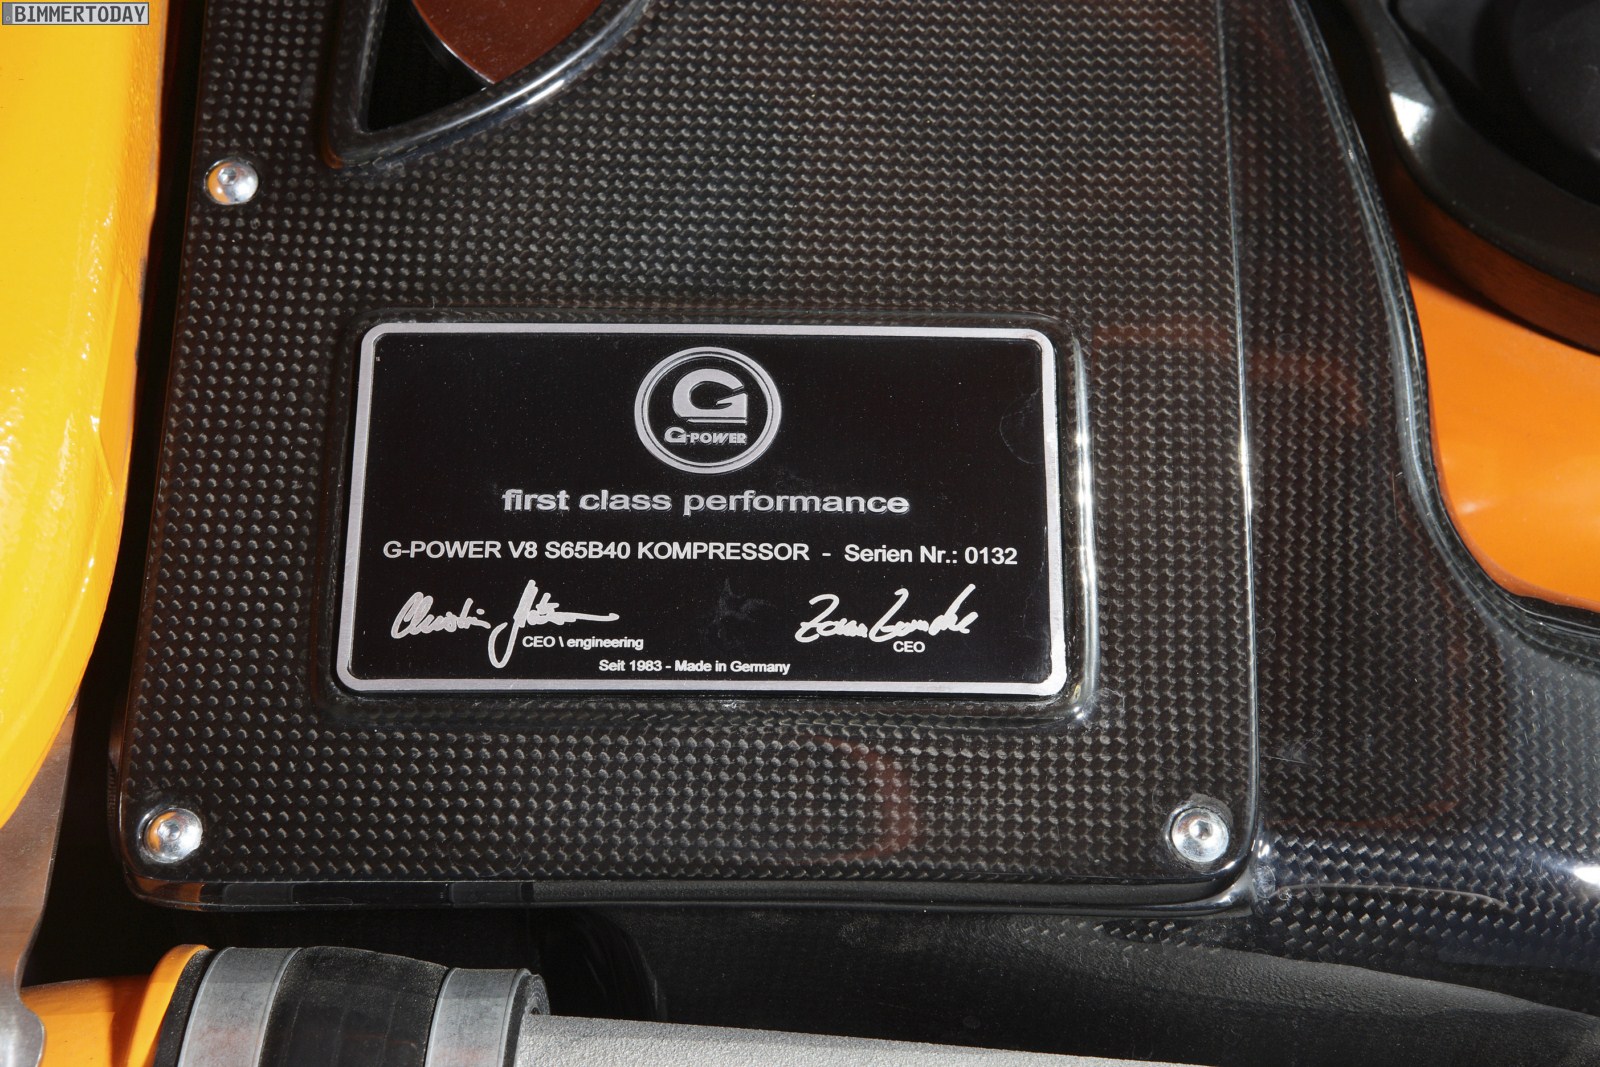 BIMMERTODAY
G
G-POWER
first class performance
G-POWER V8 S65B40 KOMPRESSOR - Serien Nr.: 0132
CEO \ engineering
CEO
Seit 1983 - Made in Germany